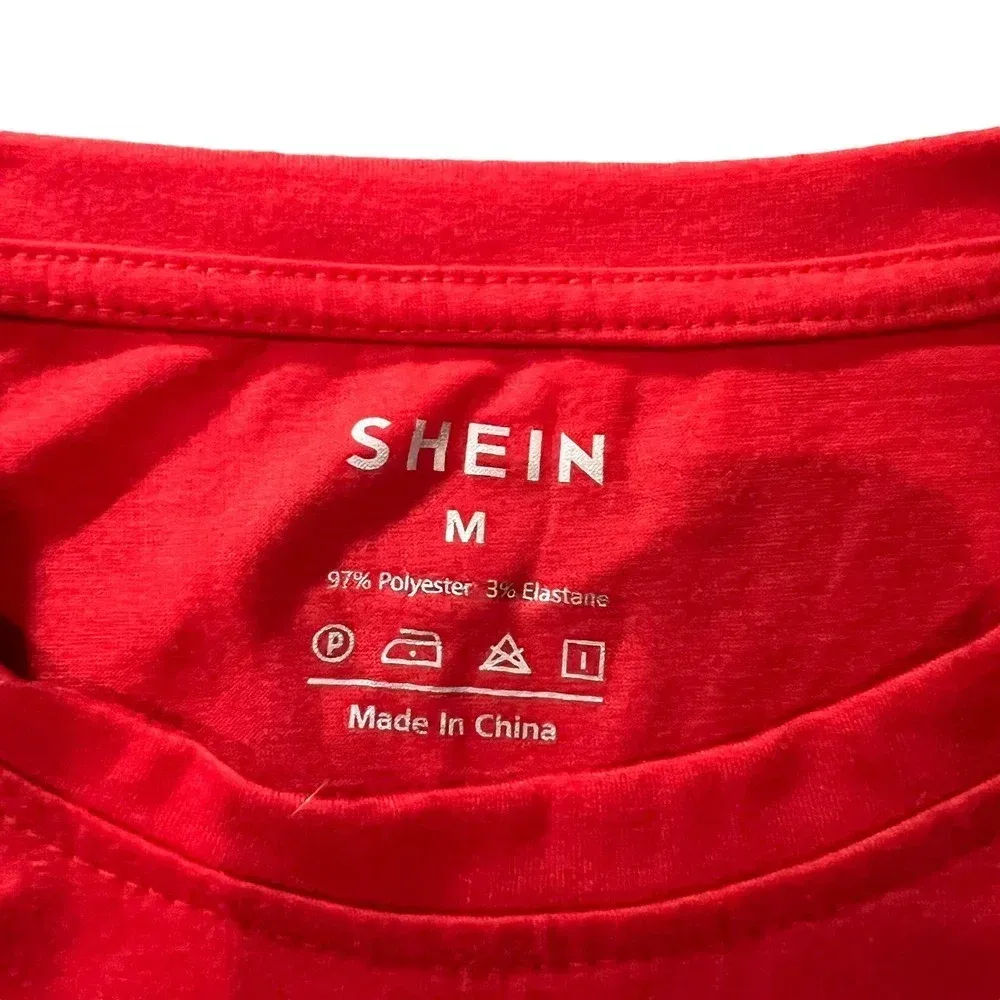 SHEIN
M
97% Polyester 3% Elastane
P
Made In China